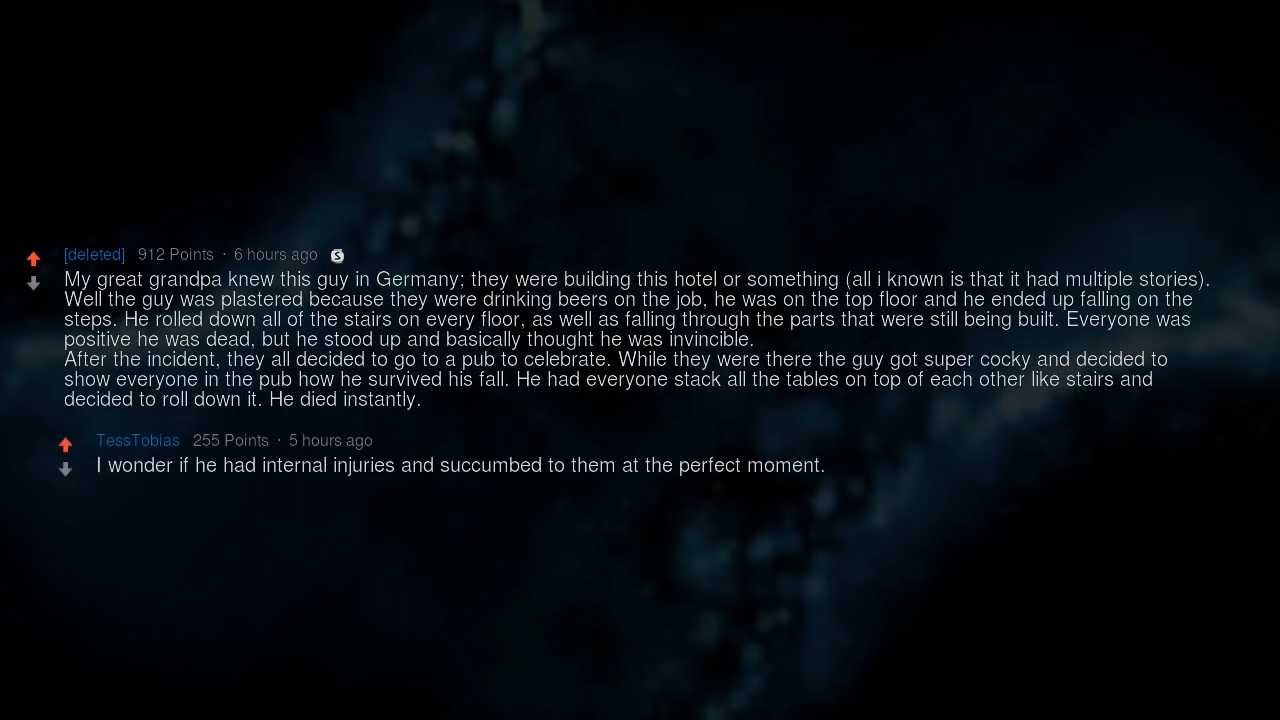 [deleted] 912 Points · 6 hours ago S
My great grandpa knew this guy in Germany; they were building this hotel or something (all i known is that it had multiple stories).
Well the guy was plastered because they were drinking beers on the job, he was on the top floor and he ended up falling on the
steps. He rolled down all of the stairs on every floor, as well as falling through the parts that were still being built. Everyone was
positive he was dead, but he stood up and basically thought he was invincible.
After the incident, they all decided to go to a pub to celebrate. While they were there the guy got super cocky and decided to
show everyone in the pub how he survived his fall. He had everyone stack all the tables on top of each other like stairs and
decided to roll down it. He died instantly.
TessTobias 255 Points · 5 hours ago
I wonder if he had internal injuries and succumbed to them at the perfect moment.